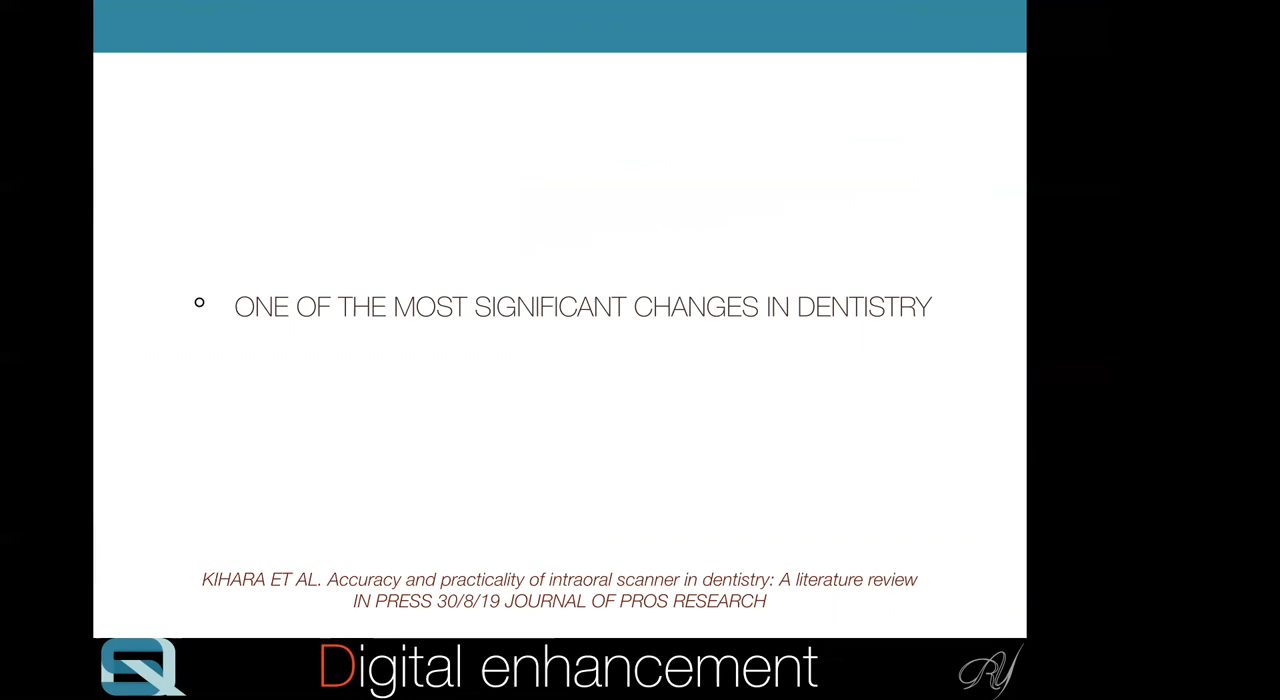 ONE OF THE MOST SIGNIFICANT CHANGES IN DENTISTRY
KIHARA ET AL. Accuracy and practicality of intraoral scanner in dentistry: A literature review
IN PRESS 30/8/19 JOURNAL OF PROS RESEARCH
Digital enhancement
RY